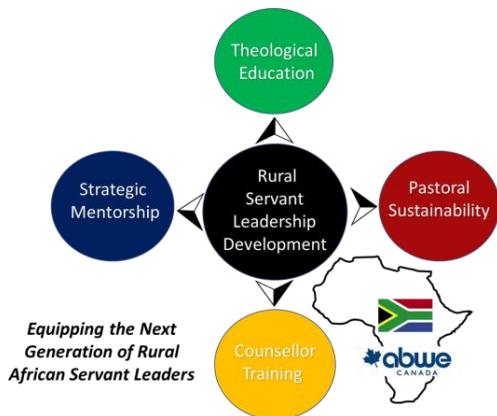 Theological
Education
Strategic
Mentorship
Rural
Servant
Leadership
Development
Pastoral
Sustainability
Equipping the Next
Generation of Rural
African Servant Leaders
Counsellor
Training
abwe
CANADA